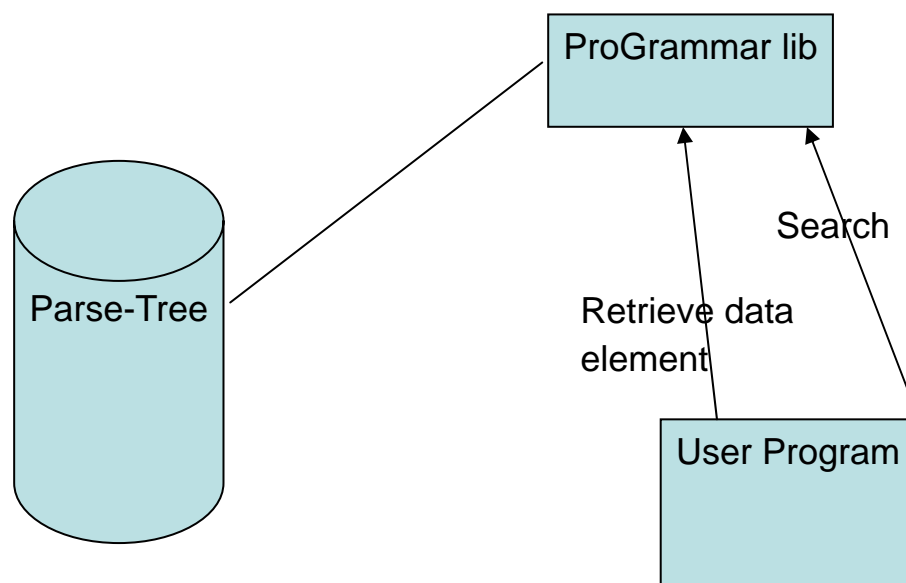 ProGrammar lib
Search
Parse-Tree
Retrieve data
element
User Program